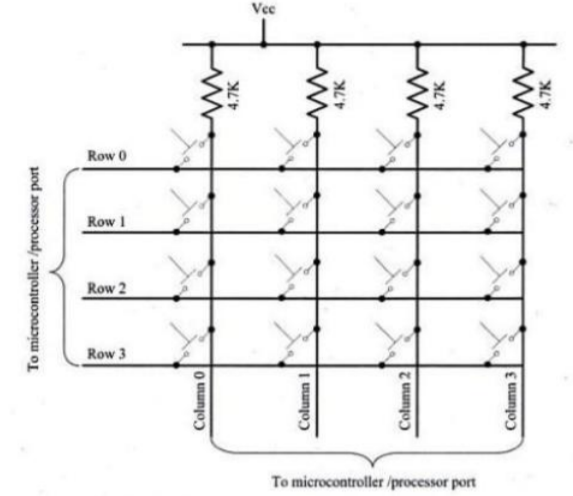 Vcc
4.7K
4.7K
4.7K
4.7K
Row 0
Row 1
Row 2
Row 3
To microcontroller /processor port
Column 0
Column 1
Column 2
Column 3
To microcontroller /processor port